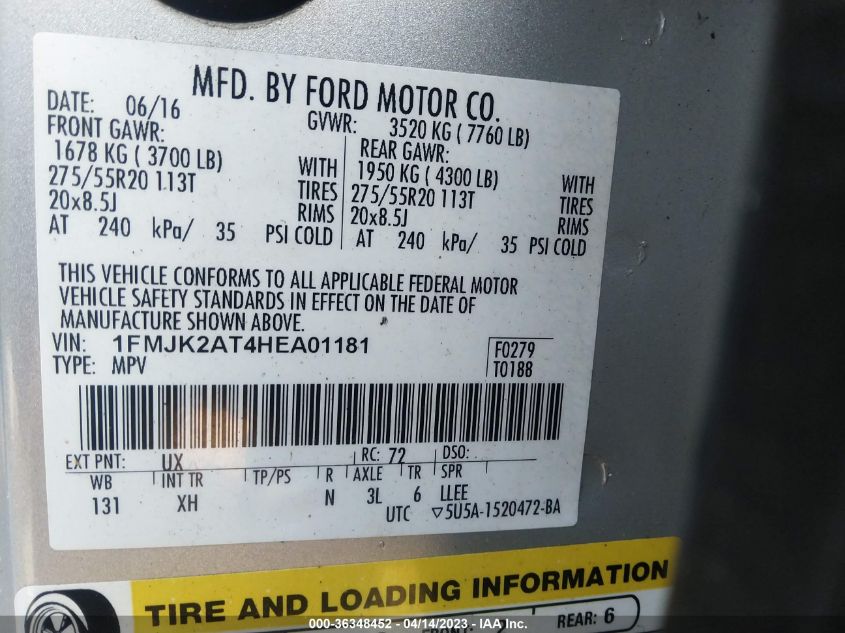 MFD. BY FORD MOTOR CO.
DATE: 06/16 GVWR: 3520 KG ( 7760 LB)
FRONT GAWR: REAR GAWR:
1678 KG ( 3700 LB) WITH 1950 KG ( 4300 LB) WITH
275/55R20 113T TIRES 275/55R20 113T TIRES
20x8.5J RIMS 20x8.5J RIMS
AT 240 kPa/ 35 PSI COLD AT 240 kPa/ 35 PSI COLD
THIS VEHICLE CONFORMS TO ALL APPLICABLE FEDERAL MOTOR
VEHICLE SAFETY STANDARDS IN EFFECT ON THE DATE OF
MANUFACTURE SHOWN ABOVE.
VIN: 1FMJK2AT4HEA01181 F0279
TYPE: MPV T0188
EXT PNT: UX RC: 72 DSO:
WB INT TR TP/PS R AXLE TR SPR
131 XH N 3L 6 LLEE
UTC ▽5U5A-1520472-BA
TIRE AND LOADING INFORMATION
REAR: 6
000-36348452 - 04/14/2023 - IAA Inc.